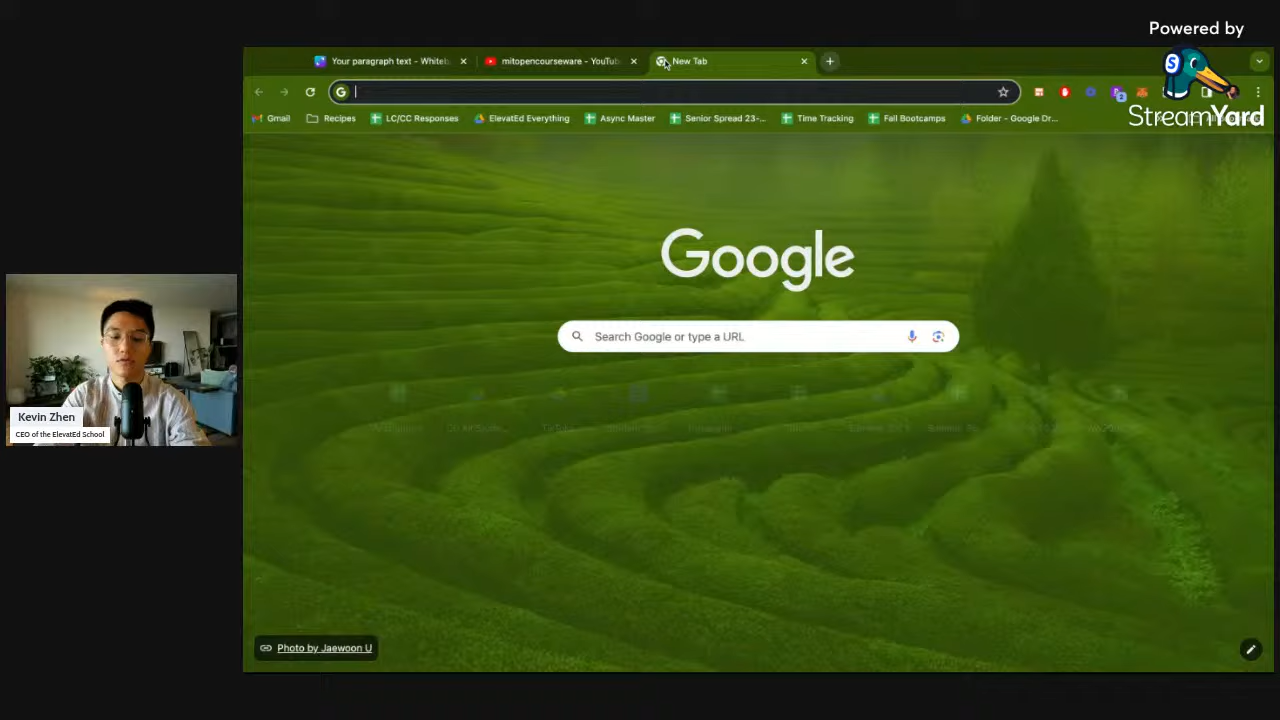 Powered by
StreamYard
Your paragraph text - Whiteb
mitopencourseware - YouTub
New Tab
Gmail
Recipes
LC/CC Responses
ElevatEd Everything
Async Master
Senior Spread 23-...
Time Tracking
Fall Bootcamps
Folder - Google Dr...
Google
Search Google or type a URL
Kevin Zhen
CEO of the ElevatEd School
Photo by Jaewoon U